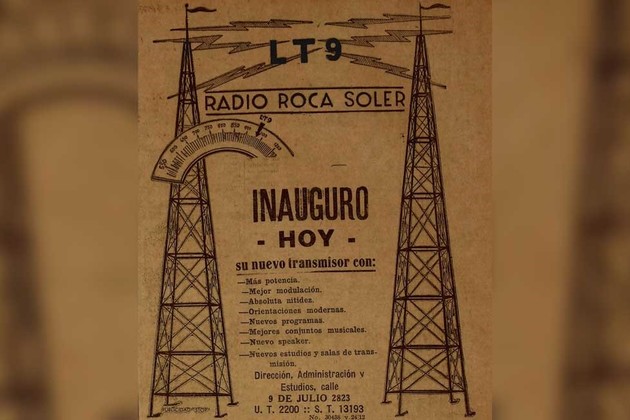 LT9
RADIO ROCA SOLER
LT9
INAUGURO
- HOY -
su nuevo transmisor con:
—Más potencia.
—Mejor modulación.
—Absoluta nitidez.
—Orientaciones modernas.
—Nuevos programas.
—Mejores conjuntos musicales.
—Nuevo speaker.
—Nuevos estudios y salas de trans-
misión.
Dirección, Administración y
Estudios, calle
9 DE JULIO 2823
U. T. 2200 :: S. T. 13193